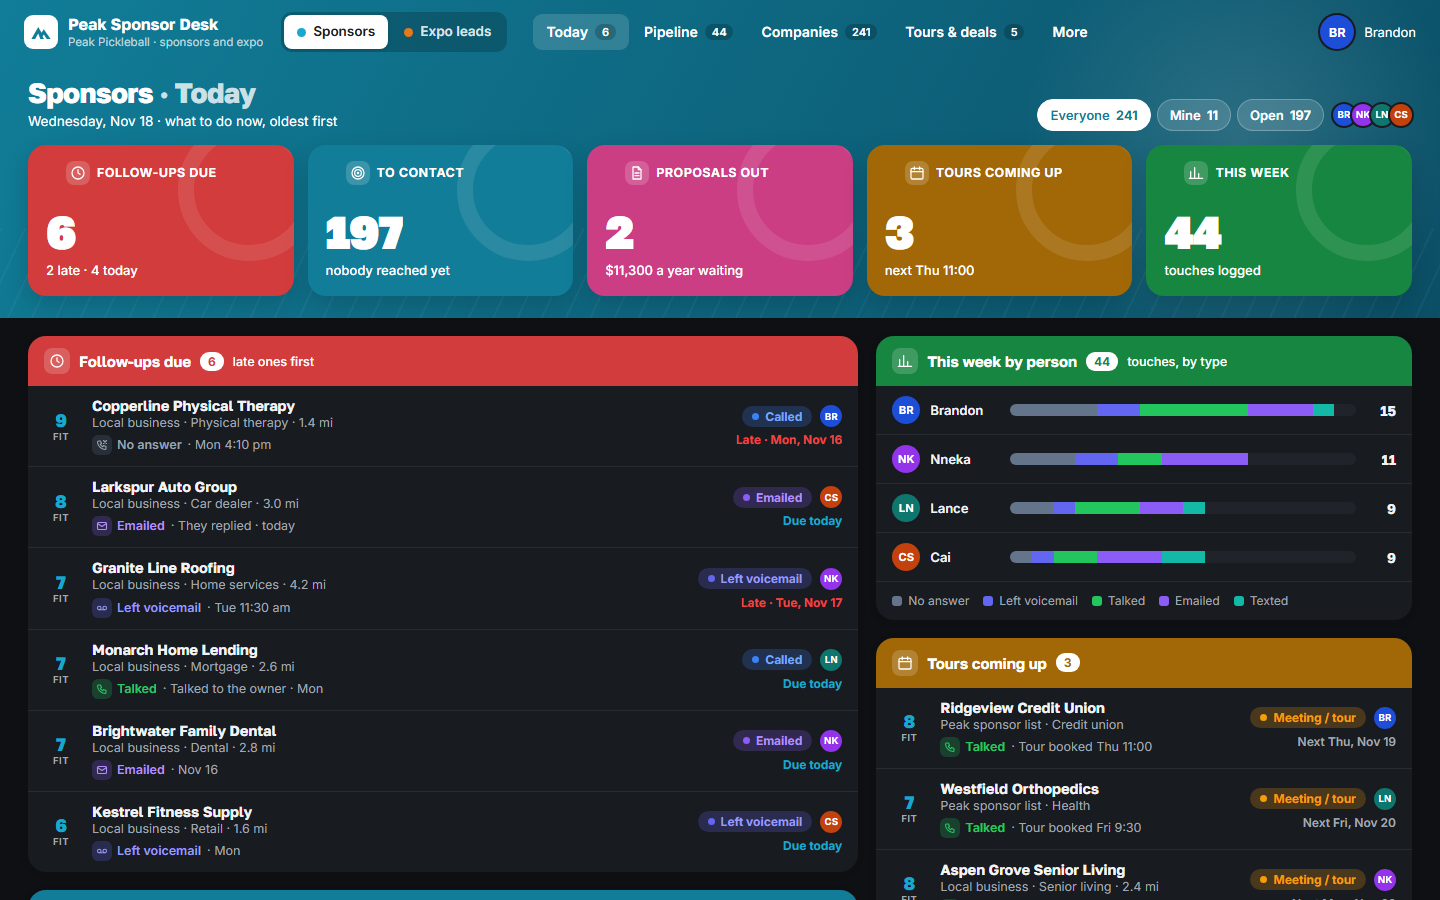 Peak Sponsor Desk
Peak Pickleball · sponsors and expo
Sponsors
Expo leads
Today 6
Pipeline 44
Companies 241
Tours & deals 5
More
BR Brandon
Sponsors · Today
Wednesday, Nov 18 · what to do now, oldest first
Everyone 241
Mine 11
Open 197
BR NK LN CS
FOLLOW-UPS DUE
6
2 late · 4 today
TO CONTACT
197
nobody reached yet
PROPOSALS OUT
2
$11,300 a year waiting
TOURS COMING UP
3
next Thu 11:00
THIS WEEK
44
touches logged
Follow-ups due 6 late ones first
9 FIT
Copperline Physical Therapy
Local business · Physical therapy · 1.4 mi
No answer · Mon 4:10 pm
Called BR
Late · Mon, Nov 16
8 FIT
Larkspur Auto Group
Local business · Car dealer · 3.0 mi
Emailed · They replied · today
Emailed CS
Due today
7 FIT
Granite Line Roofing
Local business · Home services · 4.2 mi
Left voicemail · Tue 11:30 am
Left voicemail NK
Late · Tue, Nov 17
7 FIT
Monarch Home Lending
Local business · Mortgage · 2.6 mi
Talked · Talked to the owner · Mon
Called LN
Due today
7 FIT
Brightwater Family Dental
Local business · Dental · 2.8 mi
Emailed · Nov 16
Emailed NK
Due today
6 FIT
Kestrel Fitness Supply
Local business · Retail · 1.6 mi
Left voicemail · Mon
Left voicemail CS
Due today
This week by person 44 touches, by type
BR Brandon 15
NK Nneka 11
LN Lance 9
CS Cai 9
No answer Left voicemail Talked Emailed Texted
Tours coming up 3
8 FIT
Ridgeview Credit Union
Peak sponsor list · Credit union
Talked · Tour booked Thu 11:00
Meeting / tour BR
Next Thu, Nov 19
7 FIT
Westfield Orthopedics
Peak sponsor list · Health
Talked · Tour booked Fri 9:30
Meeting / tour LN
Next Fri, Nov 20
8 FIT
Aspen Grove Senior Living
Local business · Senior living · 2.4 mi
Meeting / tour NK